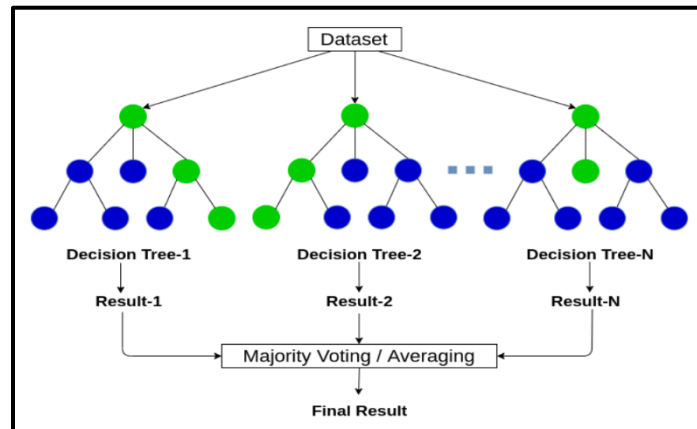 Dataset
Decision Tree-1
Decision Tree-2
Decision Tree-N
Result-1
Result-2
Result-N
Majority Voting / Averaging
Final Result